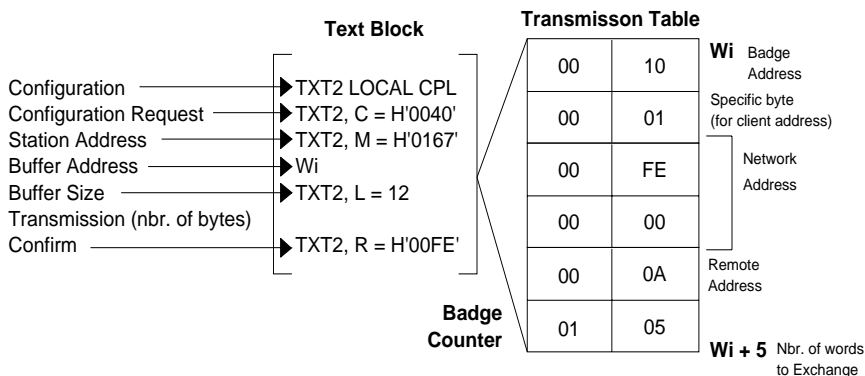 Text Block
Transmisson Table
Configuration
TXT2 LOCAL CPL
Configuration Request
TXT2, C = H'0040'
Station Address
TXT2, M = H'0167'
Buffer Address
Wi
Buffer Size
TXT2, L = 12
Transmission (nbr. of bytes)
Confirm
TXT2, R = H'00FE'
Badge
Counter
00 10
Wi Badge
Address
00 01
Specific byte
(for client address)
00 FE
Network
Address
00 00
00 0A
Remote
Address
01 05
Wi + 5 Nbr. of words
to Exchange